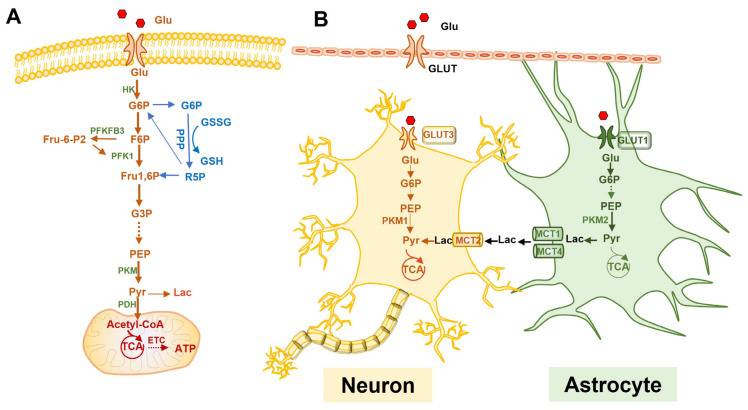 A
Glu
Glu
HK
G6P
G6P
PFKFB3
GSSG
Fru-6-P2
F6P
PPP
PFK1
GSH
Fru1,6P
R5P
G3P
PEP
PKM
Pyr
Lac
PDH
Acetyl-CoA
TCA
ETC
ATP
B
Glu
GLUT
GLUT3
Glu
G6P
PEP
PKM1
Pyr
Lac
MCT2
Lac
TCA
GLUT1
Glu
G6P
PEP
PKM2
MCT1
MCT4
Lac
Pyr
TCA
Neuron
Astrocyte